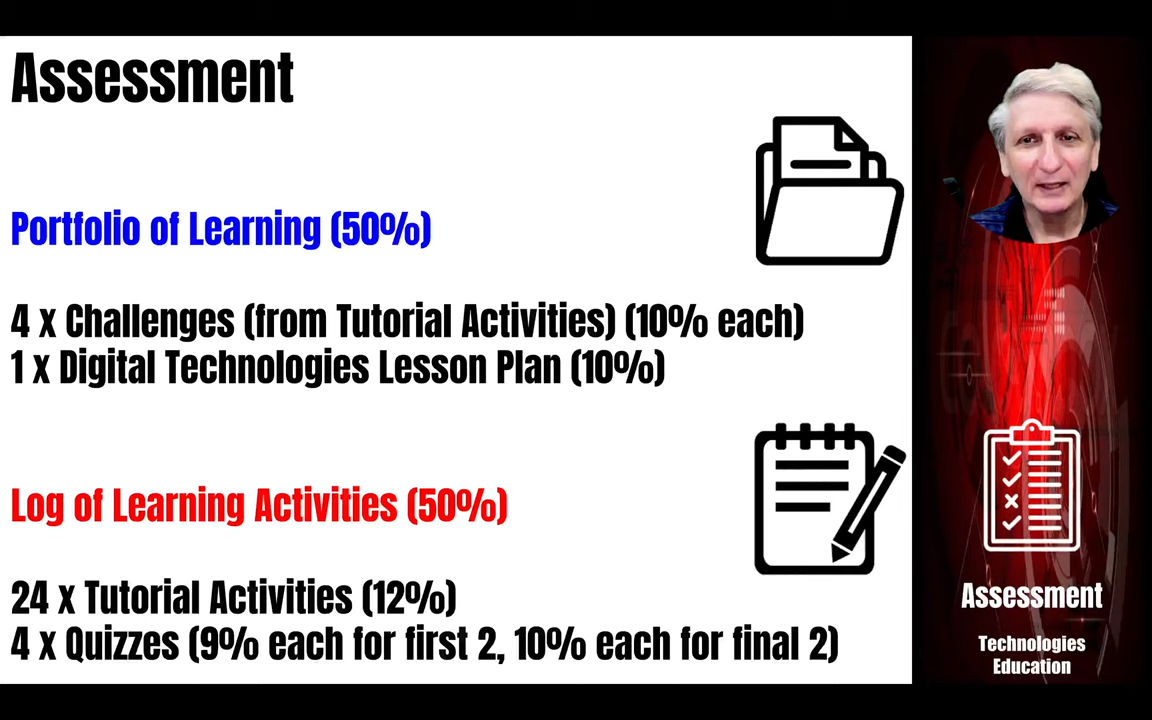 Assessment
Portfolio of Learning (50%)
4 x Challenges (from Tutorial Activities) (10% each)
1 x Digital Technologies Lesson Plan (10%)
Log of Learning Activities (50%)
24 x Tutorial Activities (12%)
4 x Quizzes (9% each for first 2, 10% each for final 2)
Assessment
Technologies
Education